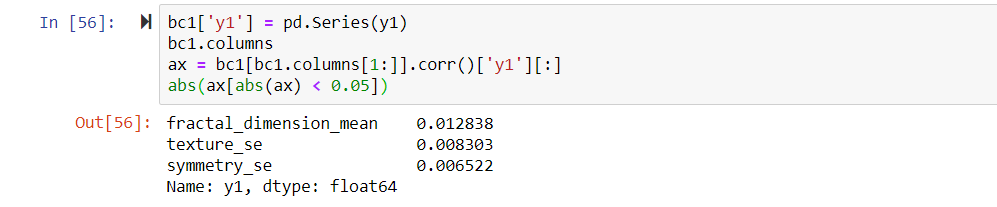 In [56]: bc1['y1'] = pd.Series(y1)
bc1.columns
ax = bc1[bc1.columns[1:]].corr()['y1'][:]
abs(ax[abs(ax) < 0.05])
Out[56]: fractal_dimension_mean    0.012838
texture_se                0.008303
symmetry_se               0.006522
Name: y1, dtype: float64